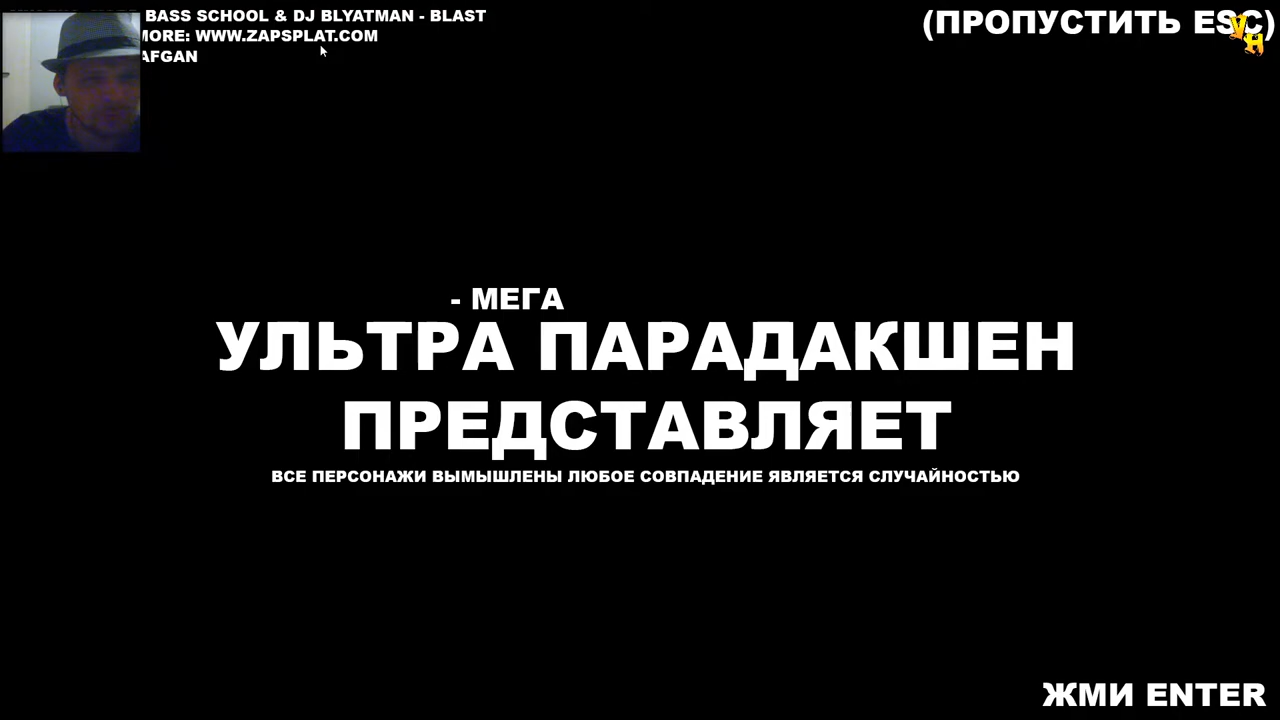 BASS SCHOOL & DJ BLYATMAN - BLAST
MORE: WWW.ZAPSPLAT.COM
AFGAN
(ПРОПУСТИТЬ ESC)
УН
- МЕГА
УЛЬТРА ПАРАДАКШЕН
ПРЕДСТАВЛЯЕТ
ВСЕ ПЕРСОНАЖИ ВЫМЫШЛЕНЫ ЛЮБОЕ СОВПАДЕНИЕ ЯВЛЯЕТСЯ СЛУЧАЙНОСТЬЮ
ЖМИ ENTER